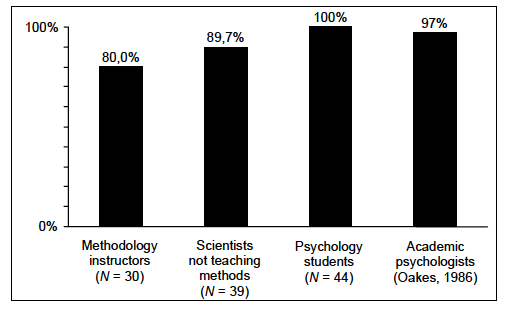 100%
0%
80,0%
89,7%
100%
97%
Methodology
instructors
(N = 30)
Scientists
not teaching
methods
(N = 39)
Psychology
students
(N = 44)
Academic
psychologists
(Oakes, 1986)